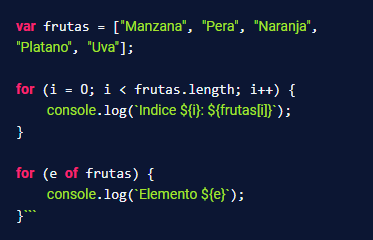 var frutas = ["Manzana", "Pera", "Naranja",
"Platano", "Uva"];
for (i = 0; i < frutas.length; i++) {
    console.log(`Indice ${i}: ${frutas[i]}`);
}
for (e of frutas) {
    console.log(`Elemento ${e}`);
}```